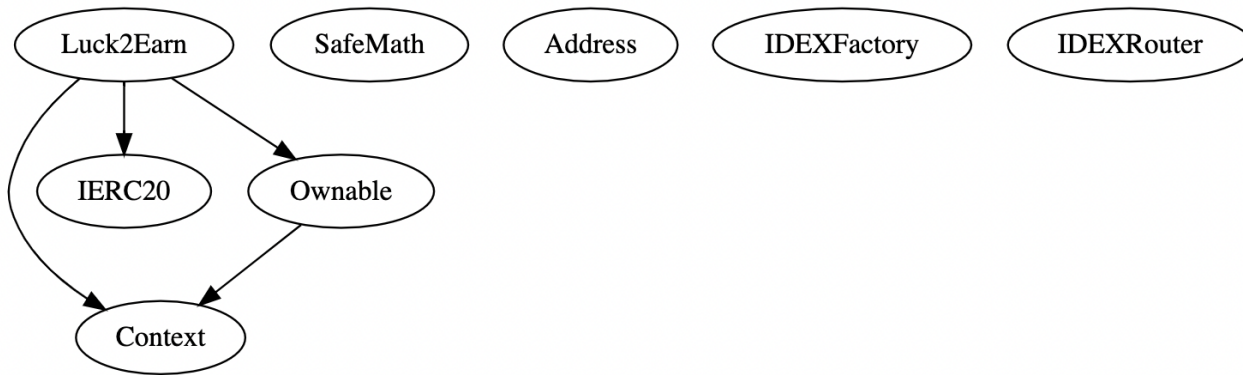 Luck2Earn
SafeMath
Address
IDEXFactory
IDEXRouter
IERC20
Ownable
Context